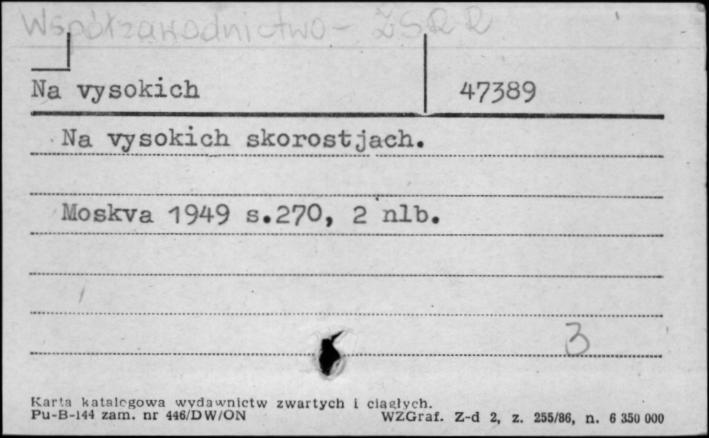 Współzawodnictwo - ZSRR
Na vysokich 47389
Na vysokich skorostjach.
Moskva 1949 s.270, 2 nlb.
3
Karta katalogowa wydawnictw zwartych i ciągłych.
Pu-B-144 zam. nr 446/DW/ON WZGraf. Z-d 2, z. 255/86, n. 6 350 000